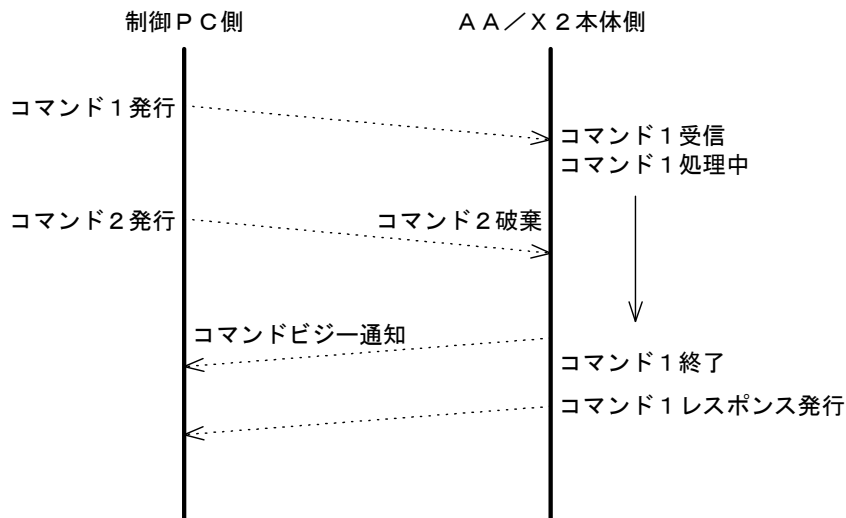 制御ＰＣ側
ＡＡ／Ｘ２本体側
コマンド１発行
コマンド１受信
コマンド１処理中
コマンド２発行
コマンド２破棄
コマンドビジー通知
コマンド１終了
コマンド１レスポンス発行